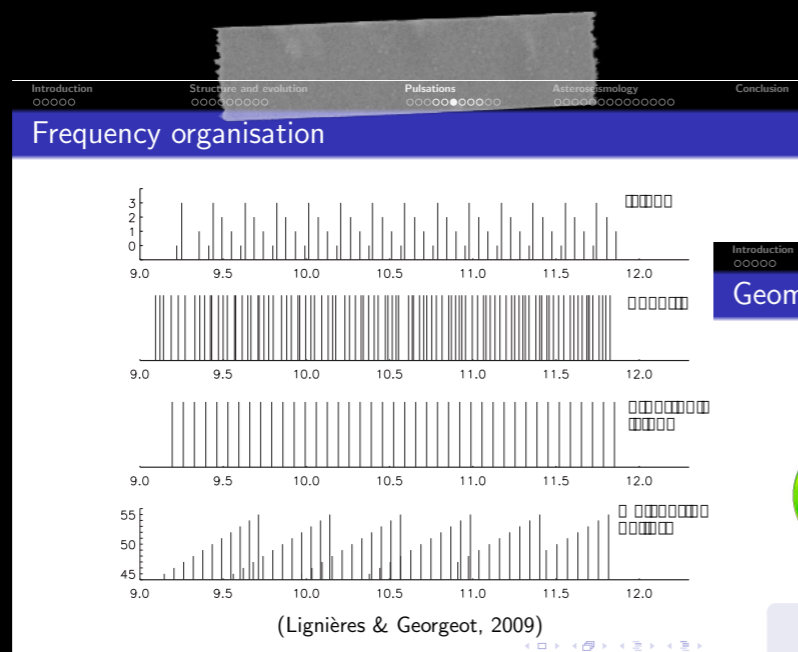 Introduction Structure and evolution Pulsations Asteroseismology Conclusion
Frequency organisation
3
2
1
0
9.0 9.5 10.0 10.5 11.0 11.5 12.0
9.0 9.5 10.0 10.5 11.0 11.5 12.0
9.0 9.5 10.0 10.5 11.0 11.5 12.0
55
50
45
9.0 9.5 10.0 10.5 11.0 11.5 12.0
(Lignières & Georgeot, 2009)
Introduction